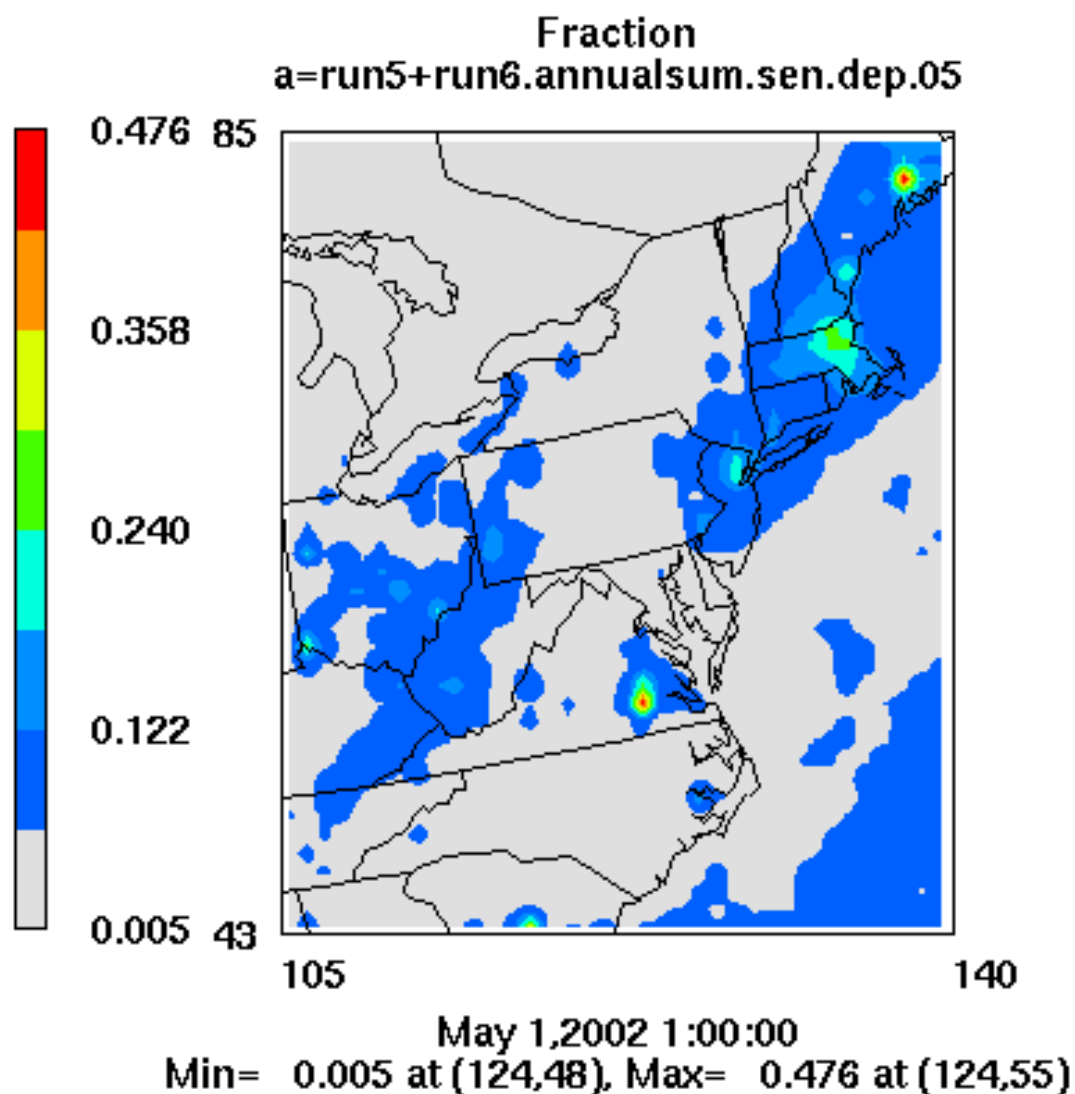 Fraction
a=run5+run6.annualsum.sen.dep.05
0.476
0.358
0.240
0.122
0.005
85
43
105
140
May 1,2002 1:00:00
Min= 0.005 at (124,48), Max= 0.476 at (124,55)